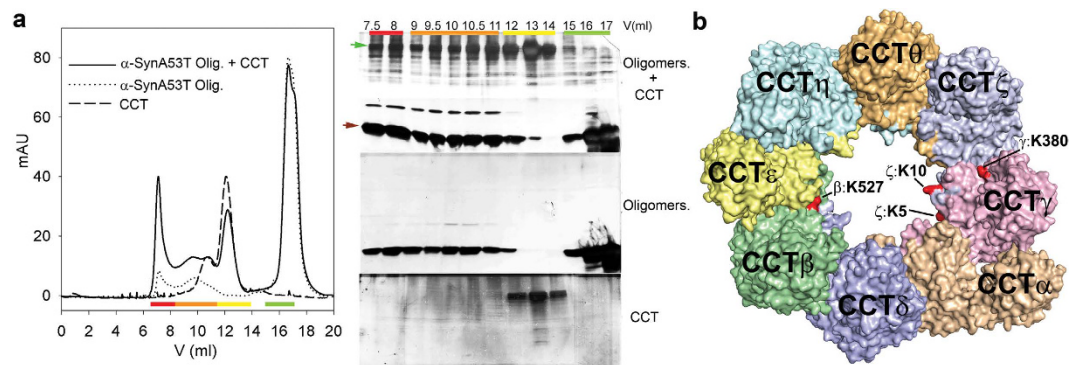 a
80
60
40
20
0
mAU
α-SynA53T Olig. + CCT
α-SynA53T Olig.
CCT
0 2 4 6 8 10 12 14 16 18 20
V (ml)
7.5 8 9 9.5 10 10.5 11 12 13 14 15 16 17
V(ml)
Oligomers
+
CCT
Oligomers.
CCT
b
CCTθ
CCTη
CCTζ
γ:K380
CCTε
ζ:K10
β:K527
CCTγ
ζ:K5
CCTβ
CCTα
CCTδ